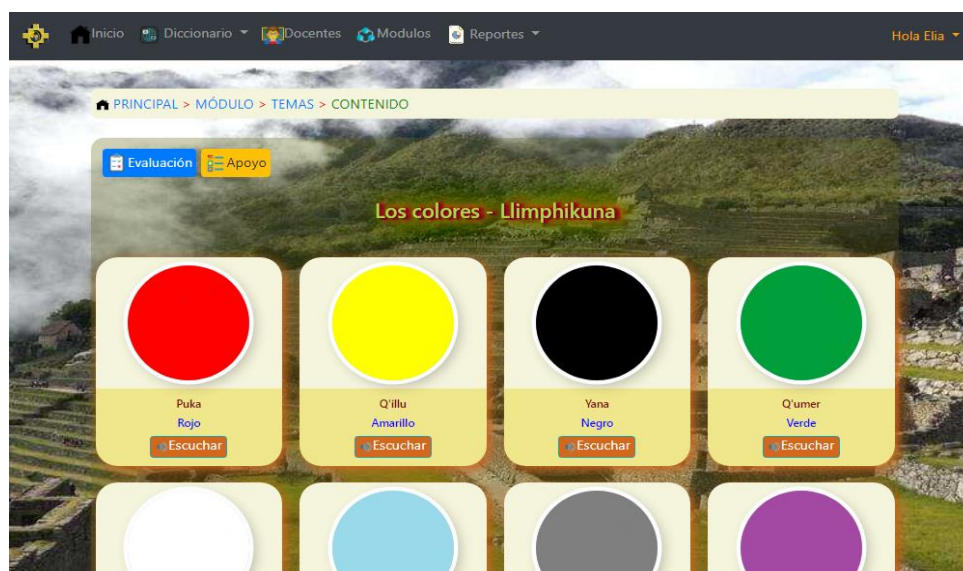 Inicio Diccionario Docentes Modulos Reportes Hola Elia
PRINCIPAL > MÓDULO > TEMAS > CONTENIDO
Evaluación Apoyo
Los colores - Llimphikuna
Puka Q'illu Yana Q'umer
Rojo Amarillo Negro Verde
Escuchar Escuchar Escuchar Escuchar